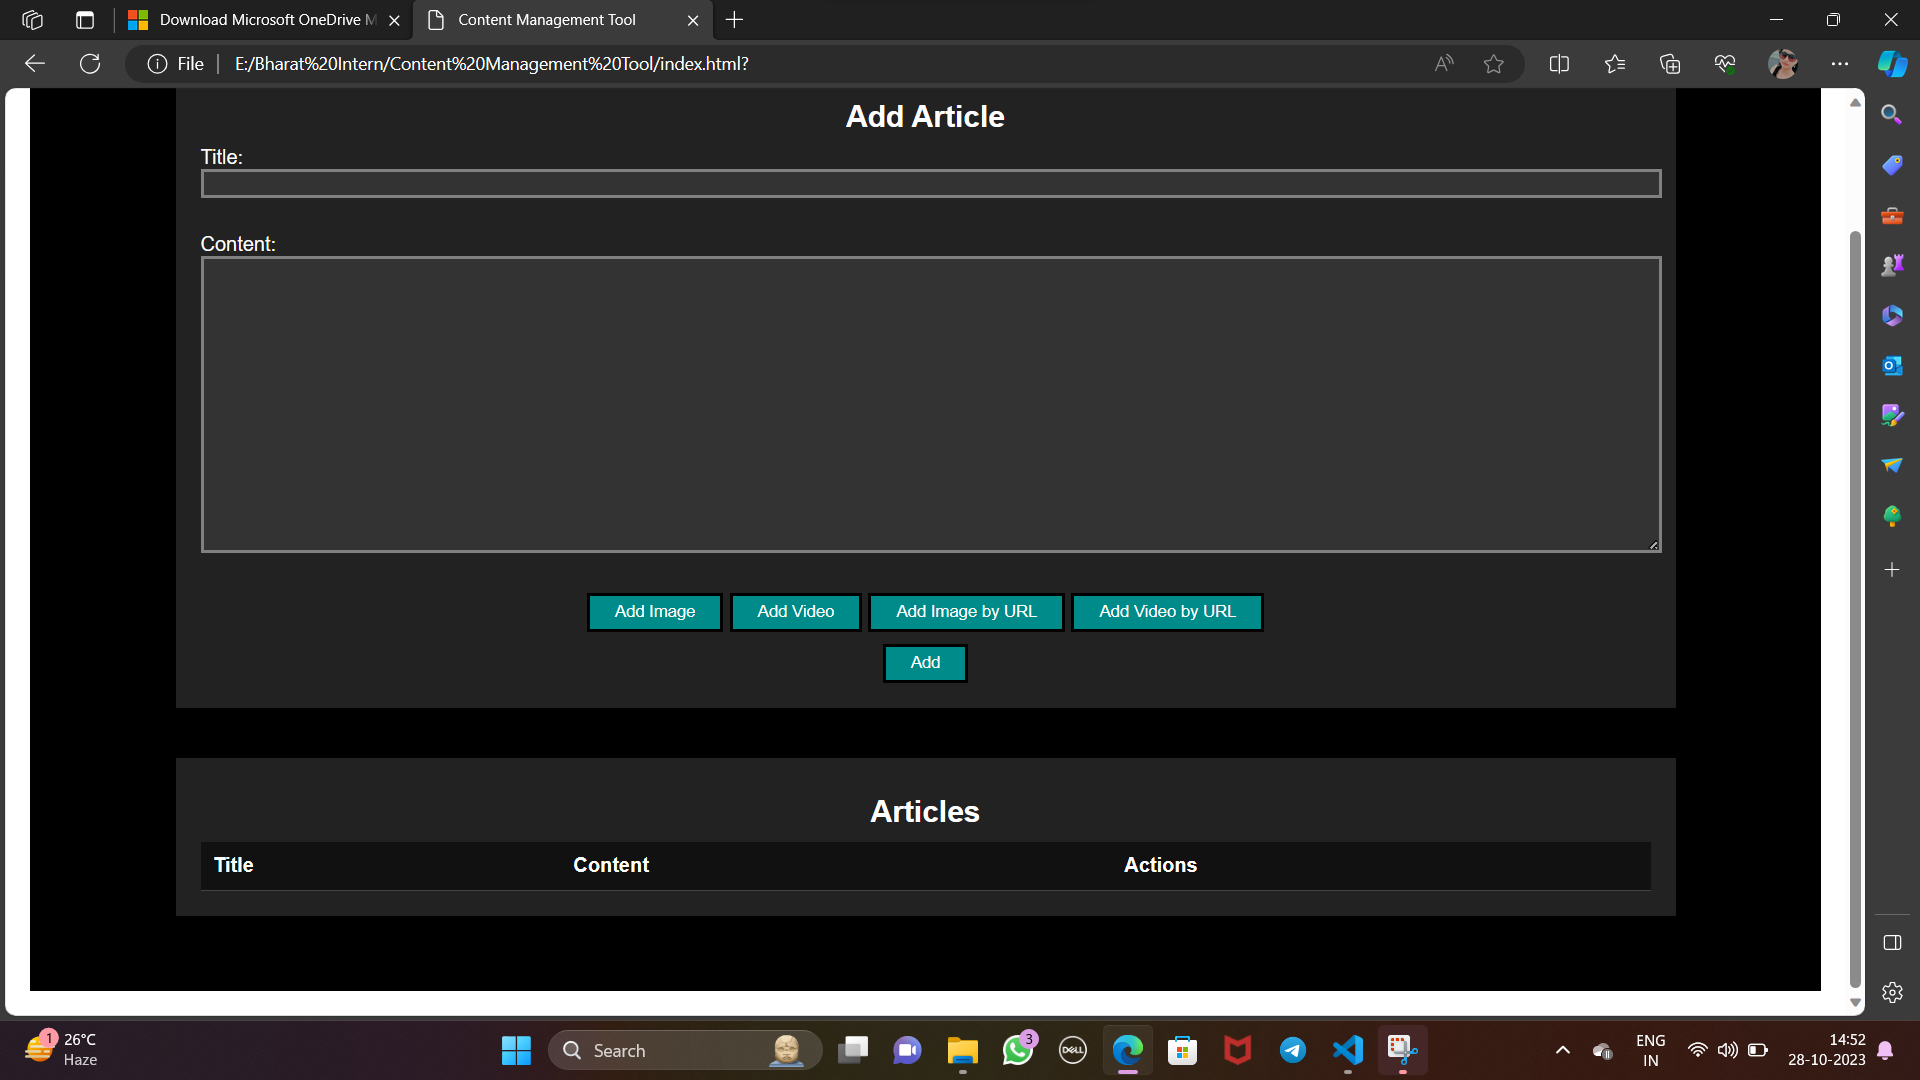 Download Microsoft OneDrive M
Content Management Tool
File
E:/Bharat%20Intern/Content%20Management%20Tool/index.html?
Add Article
Title:
Content:
Add Image
Add Video
Add Image by URL
Add Video by URL
Add
Articles
Title
Content
Actions
1
26°C
Haze
Search
3
DELL
ENG
IN
14:52
28-10-2023